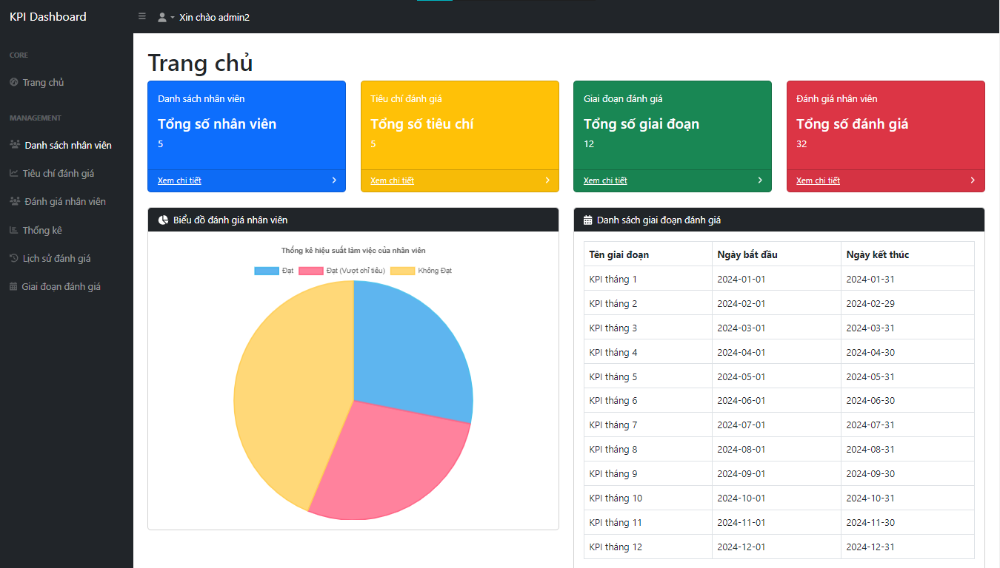 KPI Dashboard
Xin chào admin2
CORE
Trang chủ
MANAGEMENT
Danh sách nhân viên
Tiêu chí đánh giá
Đánh giá nhân viên
Thống kê
Lịch sử đánh giá
Giai đoạn đánh giá
Trang chủ
Danh sách nhân viên
Tổng số nhân viên
5
Xem chi tiết
Tiêu chí đánh giá
Tổng số tiêu chí
5
Xem chi tiết
Giai đoạn đánh giá
Tổng số giai đoạn
12
Xem chi tiết
Đánh giá nhân viên
Tổng số đánh giá
32
Xem chi tiết
Biểu đồ đánh giá nhân viên
Thống kê hiệu suất làm việc của nhân viên
Đạt Đạt (Vượt chỉ tiêu) Không Đạt
Danh sách giai đoạn đánh giá
Tên giai đoạn Ngày bắt đầu Ngày kết thúc
KPI tháng 1 2024-01-01 2024-01-31
KPI tháng 2 2024-02-01 2024-02-29
KPI tháng 3 2024-03-01 2024-03-31
KPI tháng 4 2024-04-01 2024-04-30
KPI tháng 5 2024-05-01 2024-05-31
KPI tháng 6 2024-06-01 2024-06-30
KPI tháng 7 2024-07-01 2024-07-31
KPI tháng 8 2024-08-01 2024-08-31
KPI tháng 9 2024-09-01 2024-09-30
KPI tháng 10 2024-10-01 2024-10-31
KPI tháng 11 2024-11-01 2024-11-30
KPI tháng 12 2024-12-01 2024-12-31